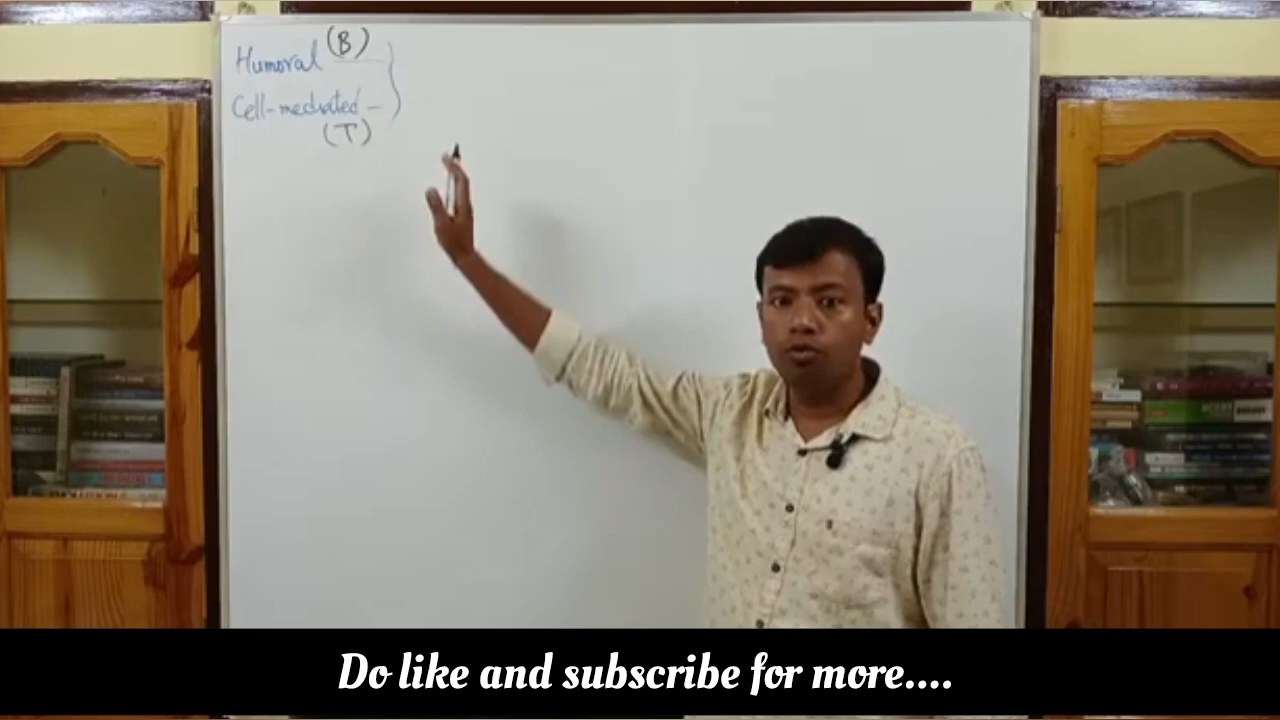 Humoral (B)
Cell-mediated -
(T)
Do like and subscribe for more....